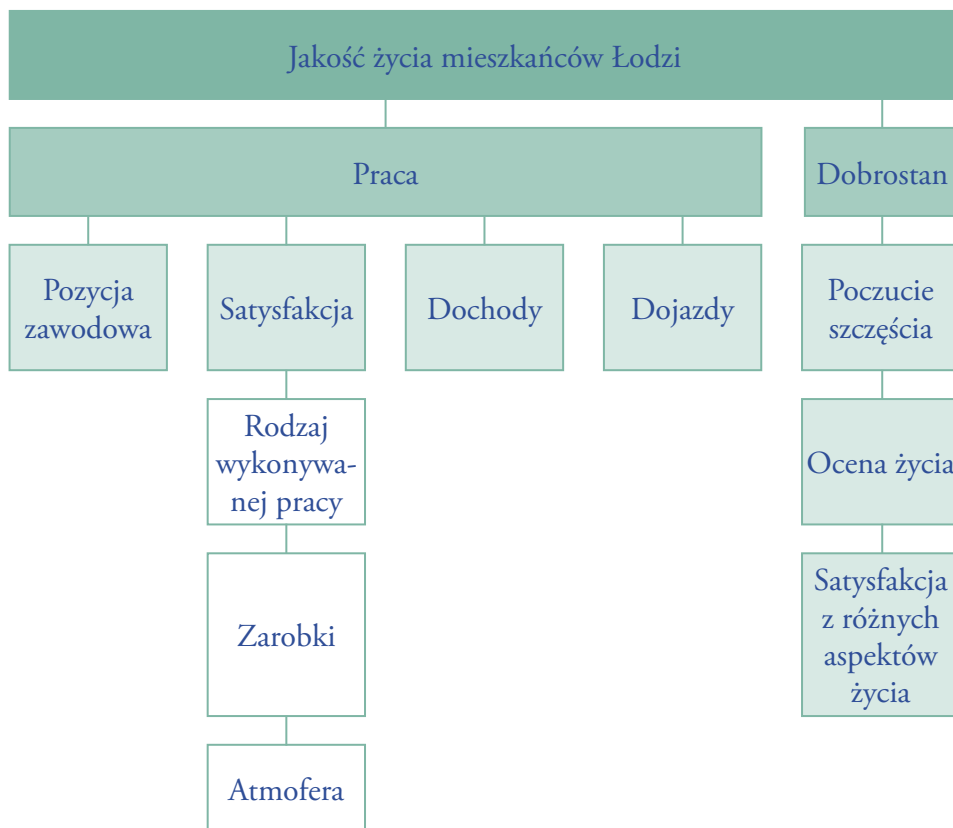 Jakość życia mieszkańców Łodzi
Praca
Dobrostan
Pozycja
zawodowa
Satysfakcja
Dochody
Dojazdy
Poczucie
szczęścia
Rodzaj
wykonywa-
nej pracy
Ocena życia
Zarobki
Satysfakcja
z różnych
aspektów
życia
Atmofera